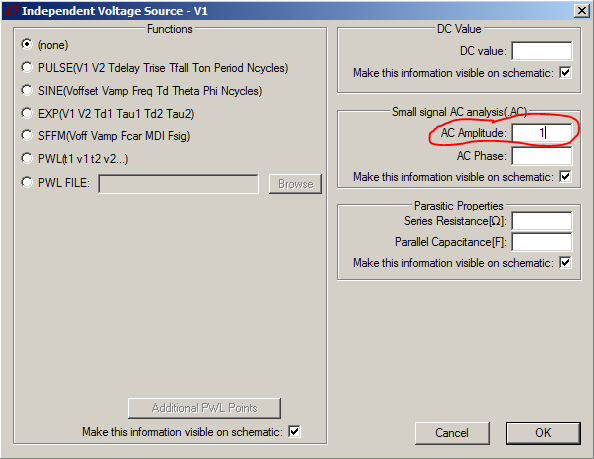 Independent Voltage Source - V1
Functions
(none)
PULSE(V1 V2 Tdelay Trise Tfall Ton Period Ncycles)
SINE(Voffset Vamp Freq Td Theta Phi Ncycles)
EXP(V1 V2 Td1 Tau1 Td2 Tau2)
SFFM(Voff Vamp Fcar MDI Fsig)
PWL(t1 v1 t2 v2...)
PWL FILE: Browse
Additional PWL Points
Make this information visible on schematic:
DC Value
DC value:
Make this information visible on schematic:
Small signal AC analysis(.AC)
AC Amplitude: 1
AC Phase:
Make this information visible on schematic:
Parasitic Properties
Series Resistance[Ω]:
Parallel Capacitance[F]:
Make this information visible on schematic:
Cancel OK